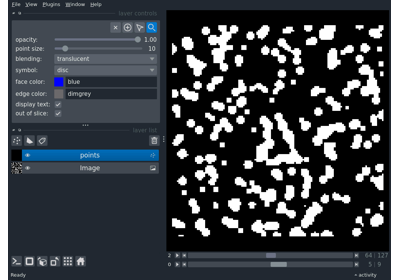 File View Plugins Window Help
layer controls
opacity: 1.00
point size: 10
blending: translucent
symbol: disc
face color: blue
edge color: dimgrey
display text:
out of slice:
layer list
points
Image
2 64 127
0 5 9
Ready activity